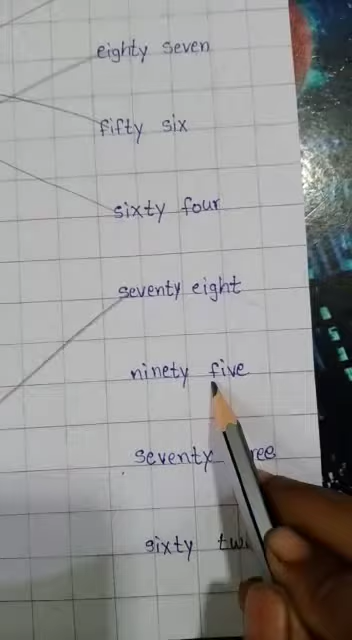 eighty seven
fifty six
sixty four
seventy eight
ninety five
seventy
sixty